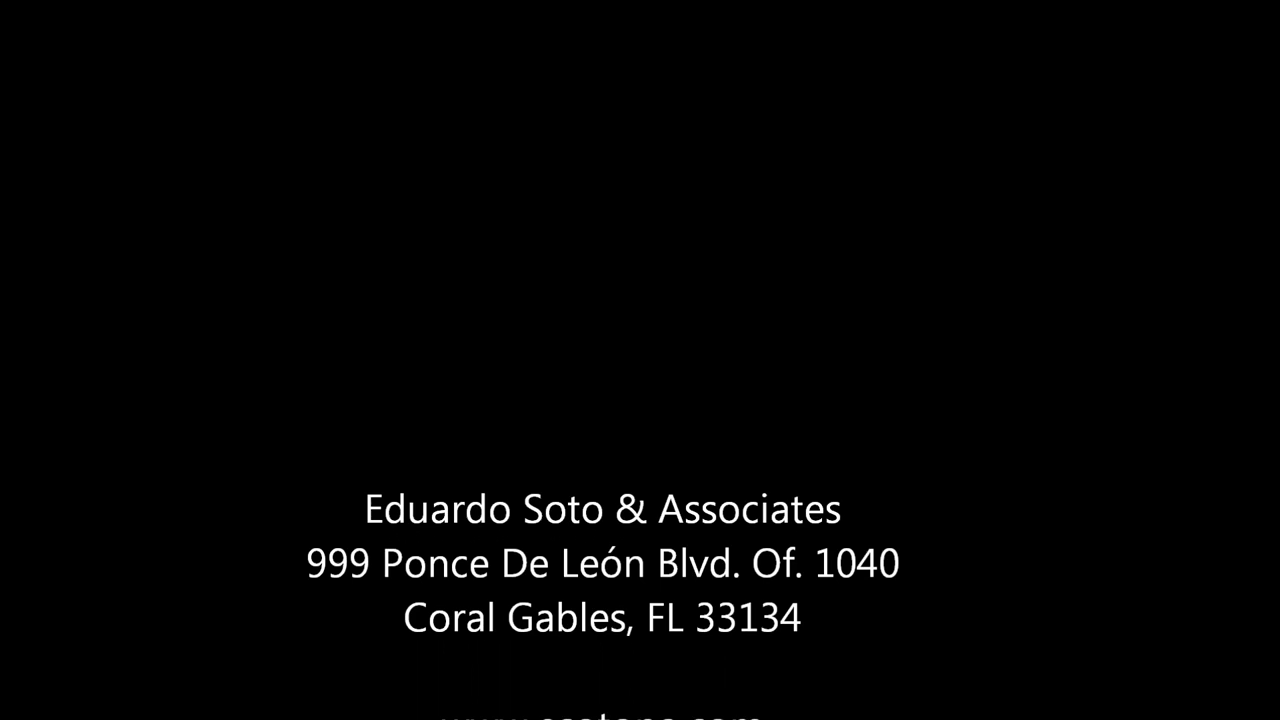 Eduardo Soto & Associates
999 Ponce De León Blvd. Of. 1040
Coral Gables, FL 33134